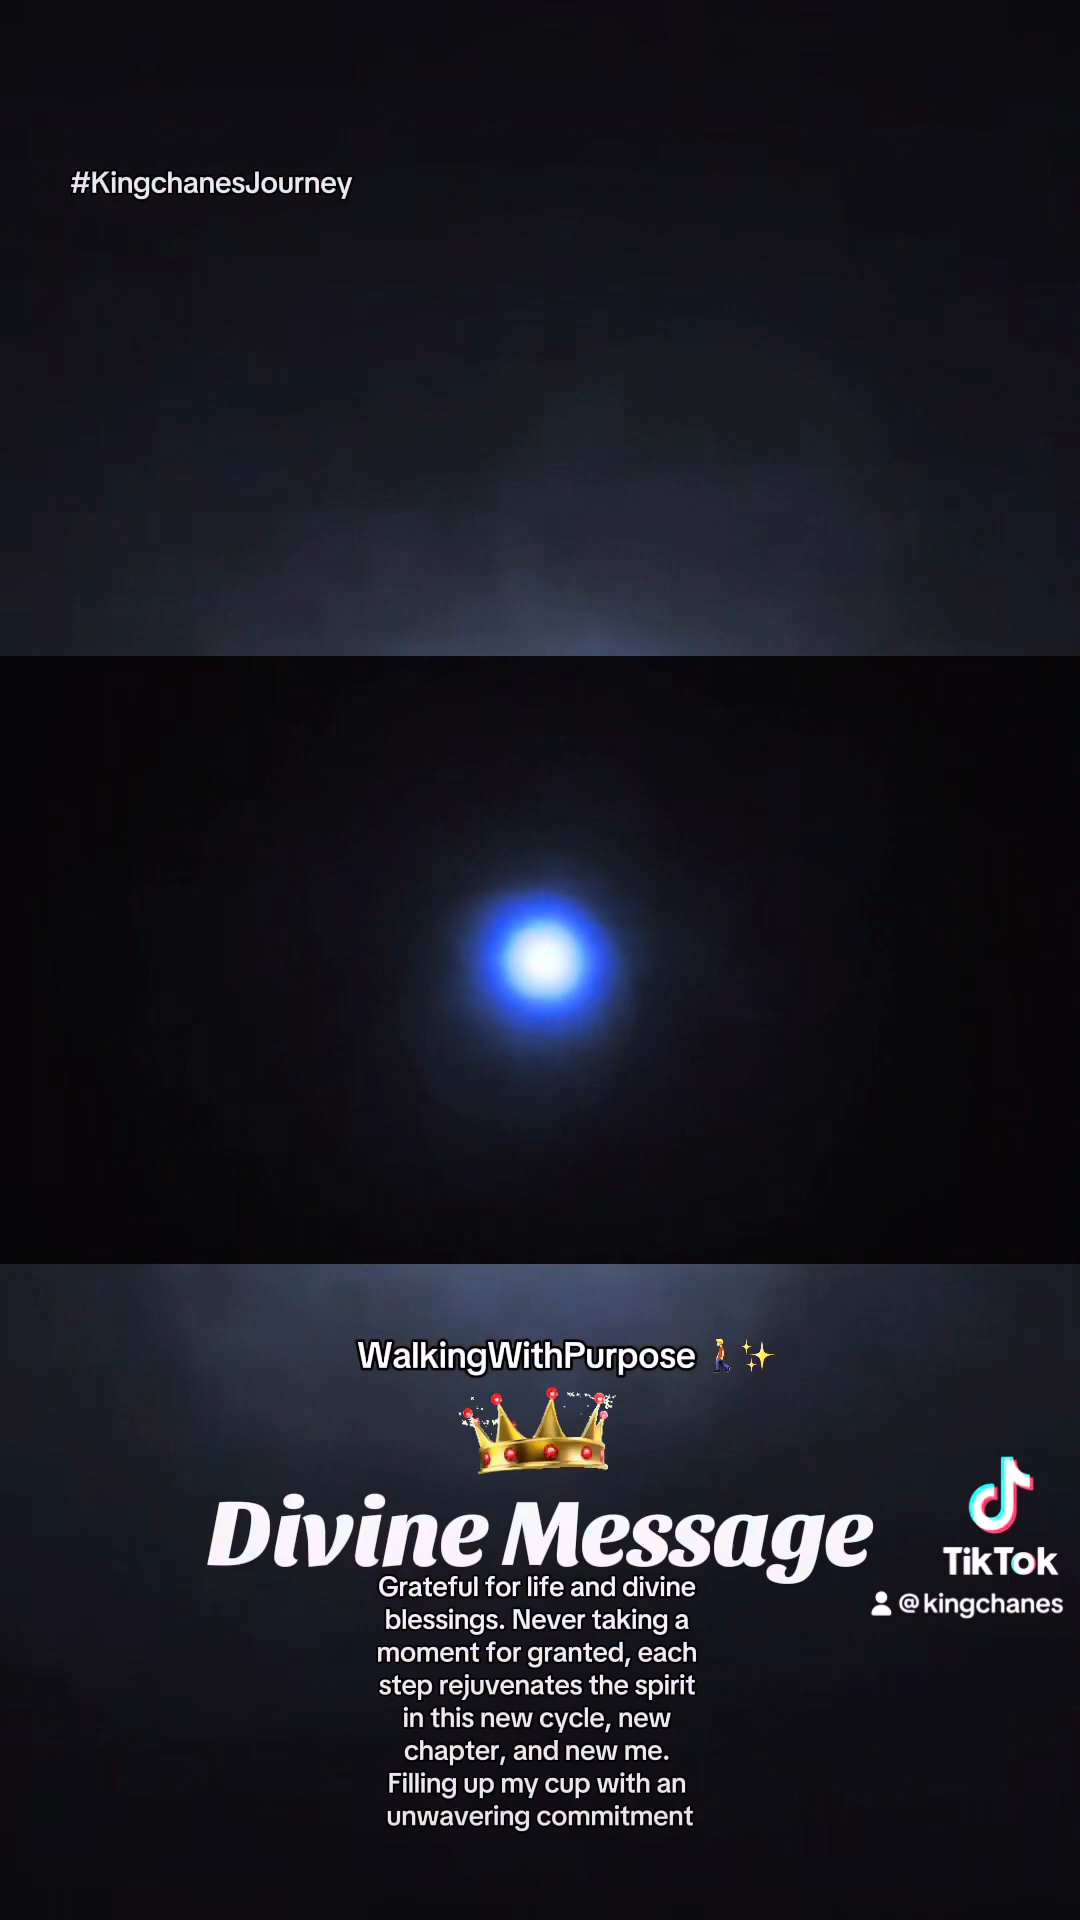 #KingchanesJourney
WalkingWithPurpose 🚶✨
Divine Message
Grateful for life and divine
blessings. Never taking a
moment for granted, each
step rejuvenates the spirit
in this new cycle, new
chapter, and new me.
Filling up my cup with an
unwavering commitment
TikTok
@kingchanes